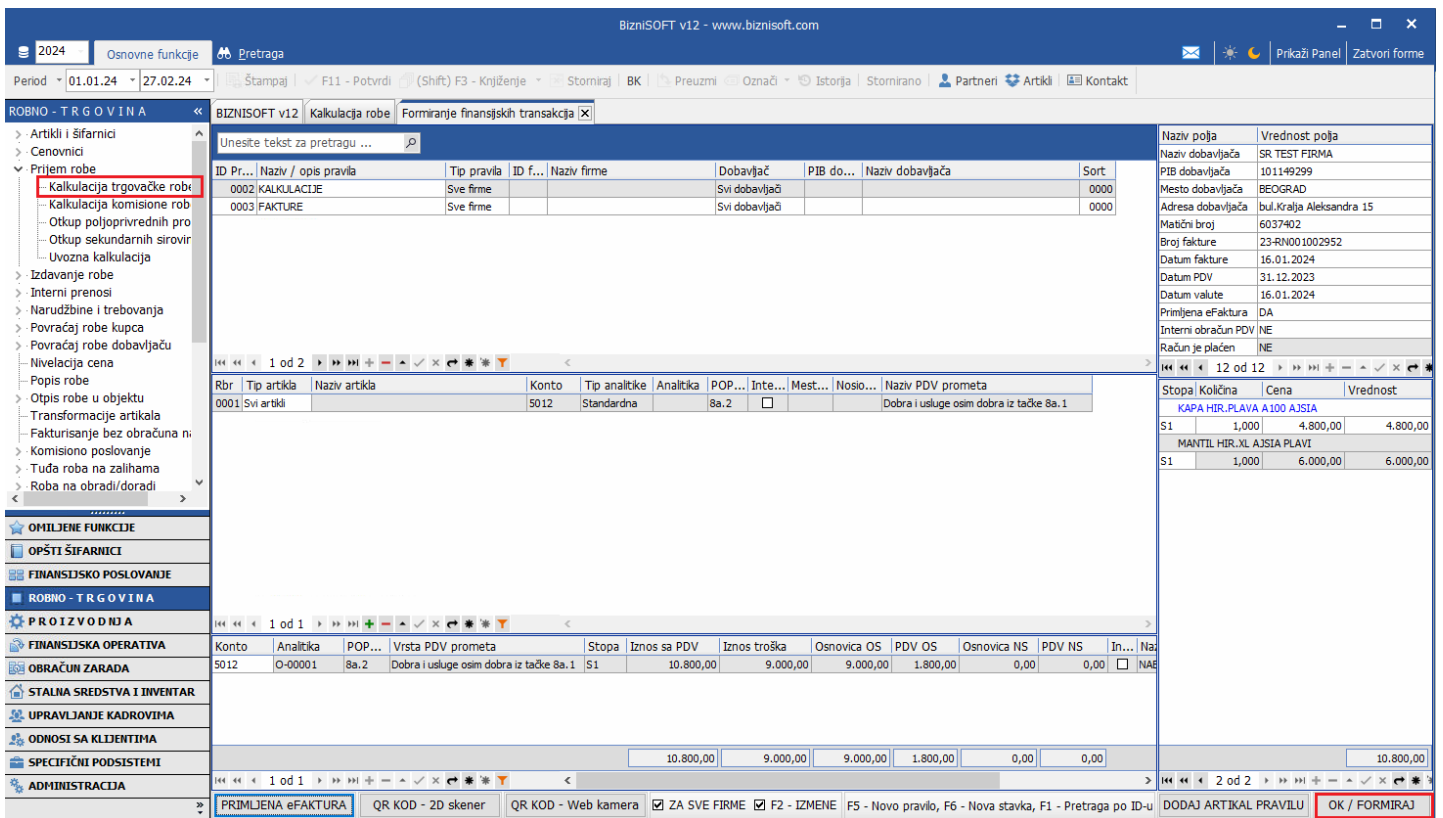 BizniSOFT v12 - www.biznisoft.com
2024 Osnovne funkcije Pretraga Prikaži Panel Zatvori forme
Period 01.01.24 27.02.24 Štampaj F11 - Potvrdi (Shift) F3 - Knjiženje Storniraj BK Preuzmi Označi Istorija Stornirano Partneri Artikli Kontakt
ROBNO - T R G O V I N A «
Artikli i šifarnici
Cenovnici
Prijem robe
Kalkulacija trgovačke robe
Kalkulacija komisione rob
Otkup poljoprivrednih pro
Otkup sekundarnih sirovir
Uvozna kalkulacija
Izdavanje robe
Interni prenosi
Narudžbine i trebovanja
Povraćaj robe kupca
Povraćaj robe dobavljaču
Nivelacija cena
Popis robe
Otpis robe u objektu
Transformacije artikala
Fakturisanje bez obračuna na
Komisiono poslovanje
Tuđa roba na zalihama
Roba na obradi/doradi
OMILJENE FUNKCIJE
OPŠTI ŠIFARNICI
FINANSIJSKO POSLOVANJE
ROBNO - T R G O V I N A
P R O I Z V O D NJ A
FINANSIJSKA OPERATIVA
OBRAČUN ZARADA
STALNA SREDSTVA I INVENTAR
UPRAVLJANJE KADROVIMA
ODNOSI SA KLIJENTIMA
SPECIFIČNI PODSISTEMI
ADMINISTRACIJA
»
BIZNISOFT v12 Kalkulacija robe Formiranje finansijskih transakcija
Unesite tekst za pretragu ...
ID Pr... Naziv / opis pravila Tip pravila ID f... Naziv firme Dobavljač PIB do... Naziv dobavljača Sort
0002 KALKULACIJE Sve firme Svi dobavljači 0000
0003 FAKTURE Sve firme Svi dobavljači 0000
1 od 2
Rbr Tip artikla Naziv artikla Konto Tip analitike Analitika POP... Inte... Mest... Nosio... Naziv PDV prometa
0001 Svi artikli 5012 Standardna 8a.2 Dobra i usluge osim dobra iz tačke 8a.1
1 od 1
Konto Analitika POP... Vrsta PDV prometa Stopa Iznos sa PDV Iznos troška Osnovica OS PDV OS Osnovica NS PDV NS In... Naz
5012 O-00001 8a.2 Dobra i usluge osim dobra iz tačke 8a.1 S1 10.800,00 9.000,00 9.000,00 1.800,00 0,00 0,00 NAB
10.800,00 9.000,00 9.000,00 1.800,00 0,00 0,00
1 od 1
Naziv polja Vrednost polja
Naziv dobavljača SR TEST FIRMA
PIB dobavljača 101149299
Mesto dobavljača BEOGRAD
Adresa dobavljača bul.Kralja Aleksandra 15
Matični broj 6037402
Broj fakture 23-RN001002952
Datum fakture 16.01.2024
Datum PDV 31.12.2023
Datum valute 16.01.2024
Primljena eFaktura DA
Interni obračun PDV NE
Račun je plaćen NE
12 od 12
Stopa Količina Cena Vrednost
KAPA HIR.PLAVA A100 AJSIA
S1 1,000 4.800,00 4.800,00
MANTIL HIR.XL AJSIA PLAVI
S1 1,000 6.000,00 6.000,00
10.800,00
2 od 2
PRIMLJENA eFAKTURA QR KOD - 2D skener QR KOD - Web kamera ZA SVE FIRME F2 - IZMENE F5 - Novo pravilo, F6 - Nova stavka, F1 - Pretraga po ID-u DODAJ ARTIKAL PRAVILU OK / FORMIRAJ